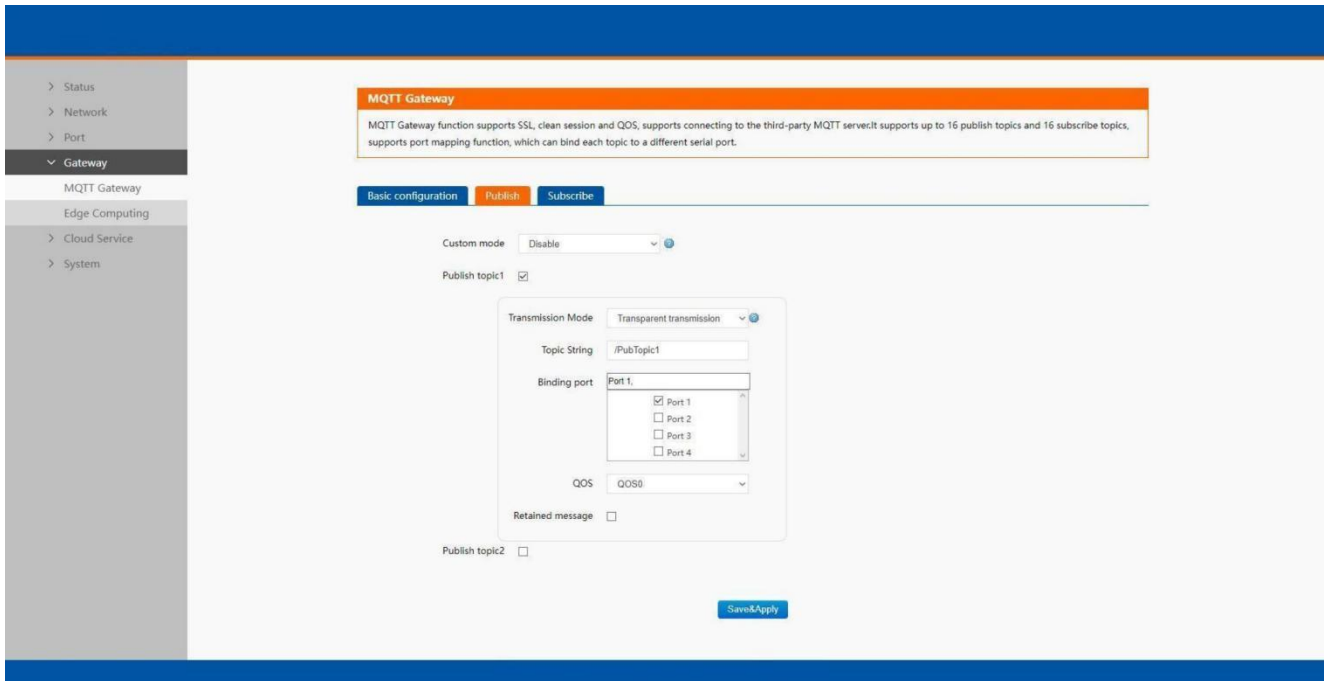 Status
Network
Port
Gateway
MQTT Gateway
Edge Computing
Cloud Service
System
MQTT Gateway
MQTT Gateway function supports SSL, clean session and QOS, supports connecting to the third-party MQTT server.It supports up to 16 publish topics and 16 subscribe topics,
supports port mapping function, which can bind each topic to a different serial port.
Basic configuration Publish Subscribe
Custom mode Disable
Publish topic1
Transmission Mode Transparent transmission
Topic String /PubTopic1
Binding port Port 1,
Port 1
Port 2
Port 3
Port 4
QOS QOS0
Retained message
Publish topic2
Save&Apply